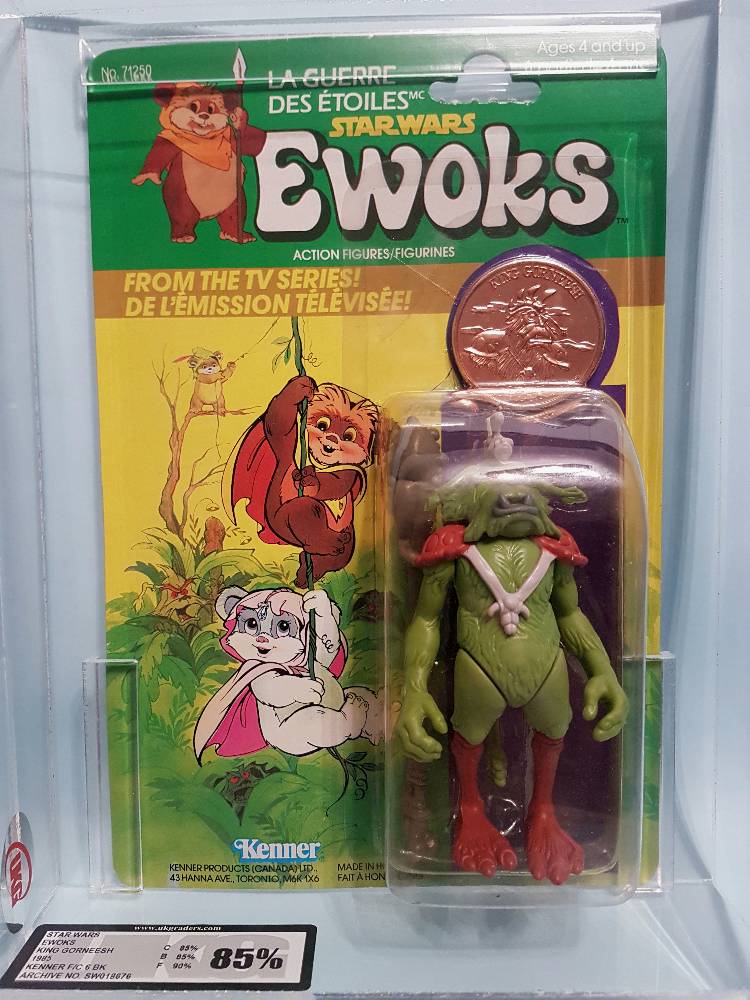 No. 71250
Ages 4 and up
LA GUERRE
DES ÉTOILES MC
STAR WARS
EWOKS TM
ACTION FIGURES/FIGURINES
FROM THE TV SERIES!
DE L'ÉMISSION TÉLÉVISÉE!
KING GORNEESH
Kenner
KENNER PRODUCTS (CANADA) LTD.,
43 HANNA AVE., TORONTO, M6K 1X6
MADE IN
FAIT À
UKG
www.ukgraders.com
STAR WARS
EWOKS
KING GORNEESH
1985
KENNER F/C 6 BK
ARCHIVE NO. SW018676
C 85%
B 85%
F 90%
85%